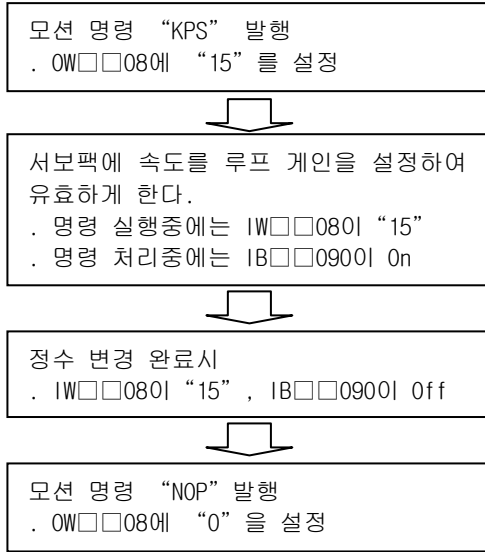 모션 명령 “KPS” 발행
. OW□□08에 “15”를 설정
서보팩에 속도를 루프 게인을 설정하여
유효하게 한다.
. 명령 실행중에는 IW□□08이 “15”
. 명령 처리중에는 IB□□090이 On
정수 변경 완료시
. IW□□08이 “15”, IB□□090이 Off
모션 명령 “NOP”발행
. OW□□08에 “0”을 설정